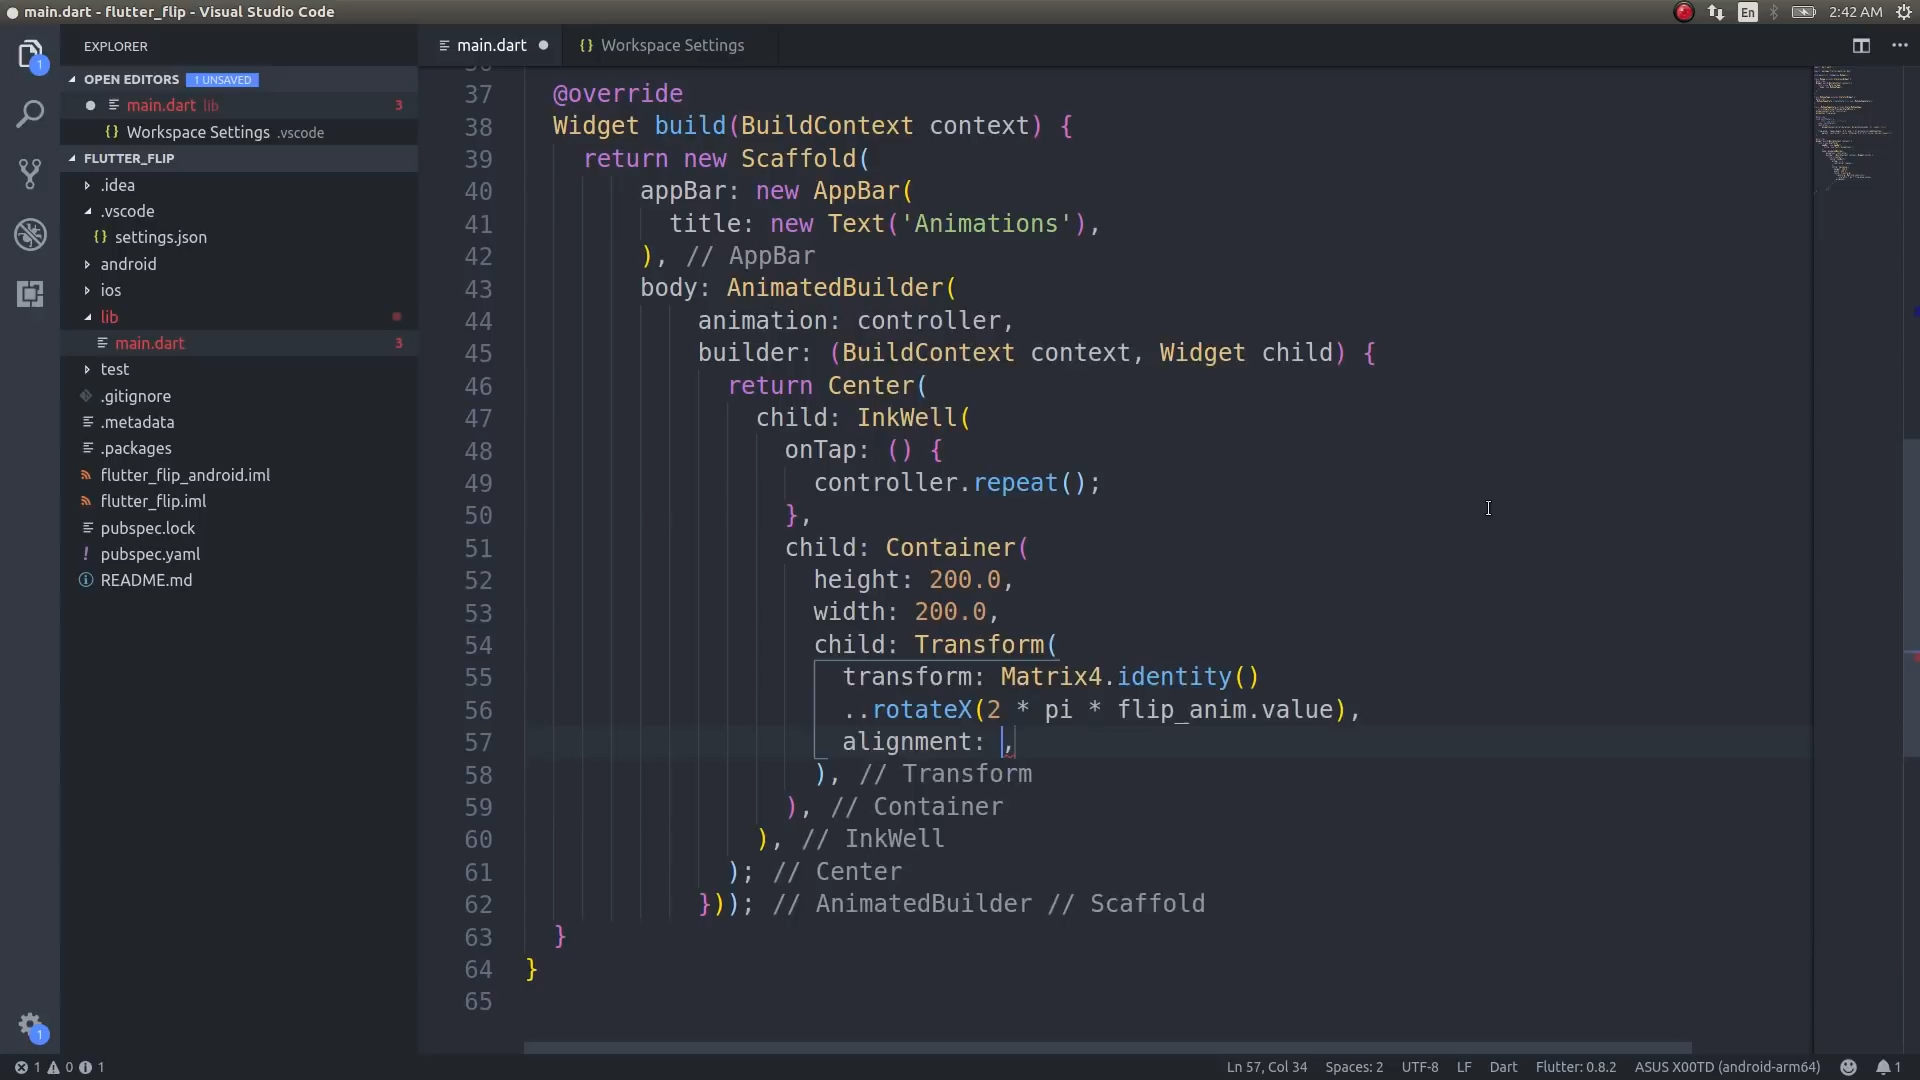 main.dart - flutter_flip - Visual Studio Code
En
2:42 AM
EXPLORER
OPEN EDITORS 1 UNSAVED
main.dart lib 3
{} Workspace Settings .vscode
FLUTTER_FLIP
.idea
.vscode
{} settings.json
android
ios
lib
main.dart 3
test
.gitignore
.metadata
.packages
flutter_flip_android.iml
flutter_flip.iml
pubspec.lock
! pubspec.yaml
README.md
1
1
main.dart
{} Workspace Settings
37 @override
38 Widget build(BuildContext context) {
39 return new Scaffold(
40 appBar: new AppBar(
41 title: new Text('Animations'),
42 ), // AppBar
43 body: AnimatedBuilder(
44 animation: controller,
45 builder: (BuildContext context, Widget child) {
46 return Center(
47 child: InkWell(
48 onTap: () {
49 controller.repeat();
50 },
51 child: Container(
52 height: 200.0,
53 width: 200.0,
54 child: Transform(
55 transform: Matrix4.identity()
56 ..rotateX(2 * pi * flip_anim.value),
57 alignment: ,
58 ), // Transform
59 ), // Container
60 ), // InkWell
61 ); // Center
62 })); // AnimatedBuilder // Scaffold
63 }
64 }
65
1 0 1
Ln 57, Col 34 Spaces: 2 UTF-8 LF Dart Flutter: 0.8.2 ASUS X00TD (android-arm64) 1